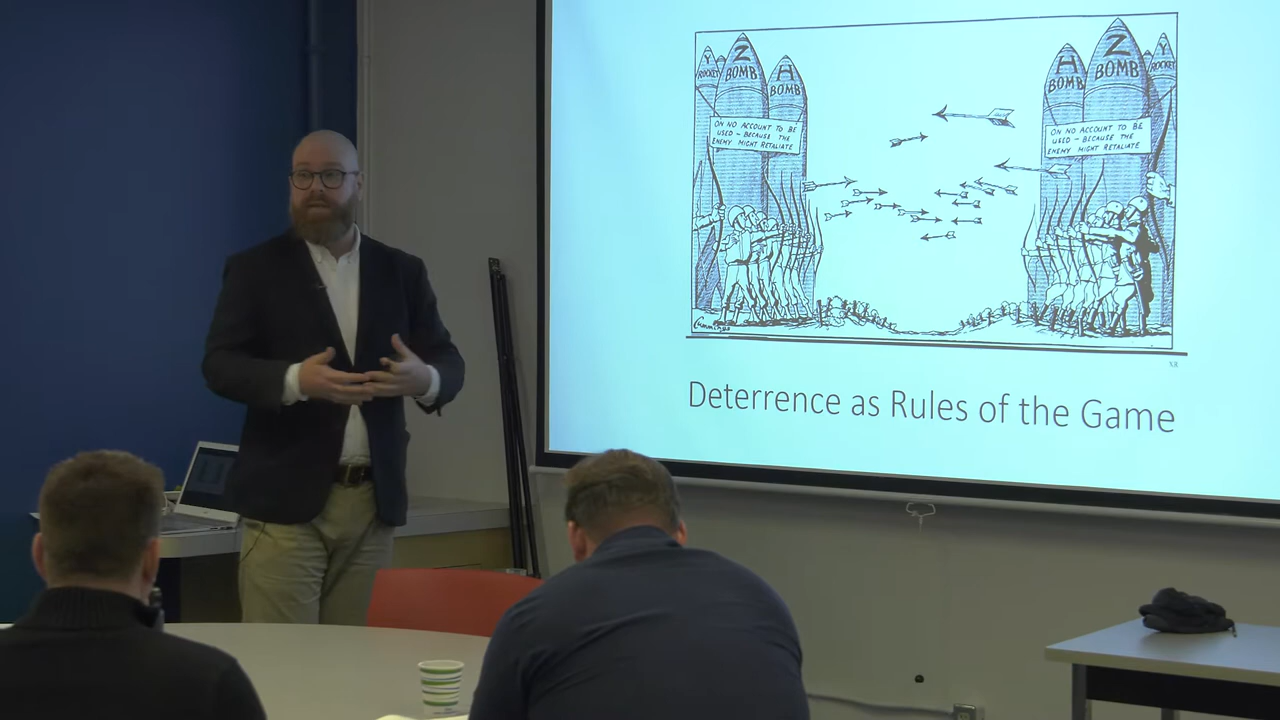 Y
ROCKET
Z
BOMB
H
BOMB
ON NO ACCOUNT TO BE
USED – BECAUSE THE
ENEMY MIGHT RETALIATE
H
BOMB
Z
BOMB
Y
ROCKET
ON NO ACCOUNT TO BE
USED – BECAUSE THE
ENEMY MIGHT RETALIATE
Cummings
Deterrence as Rules of the Game